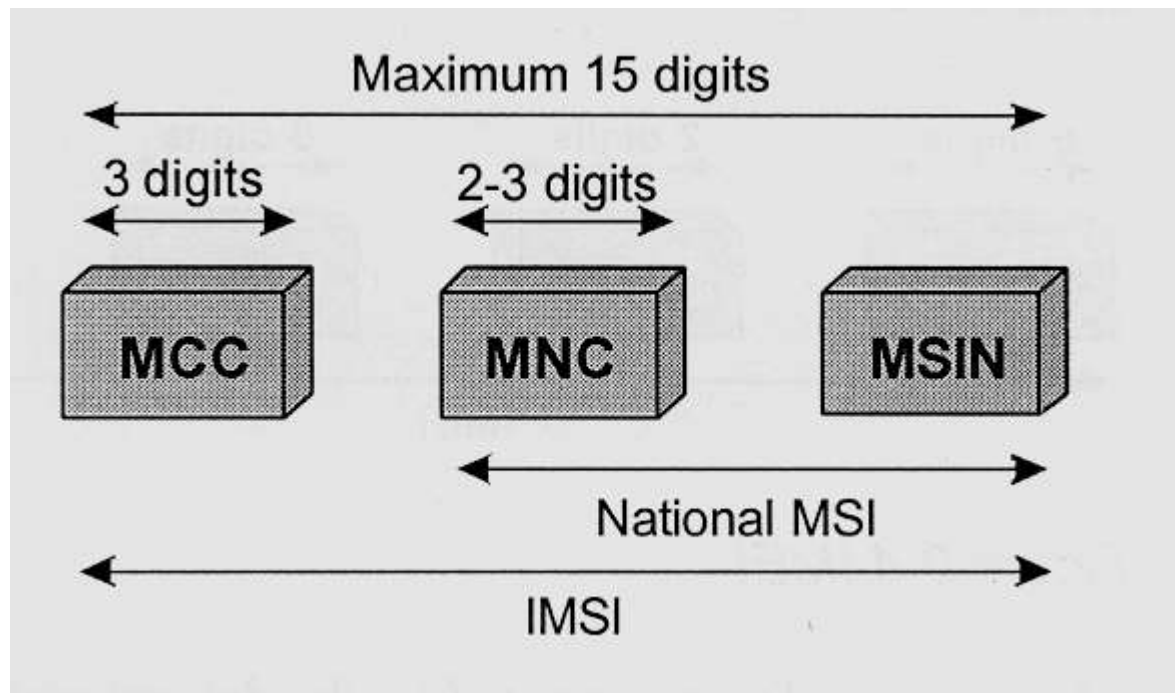 Maximum 15 digits
3 digits
2-3 digits
MCC
MNC
MSIN
National MSI
IMSI